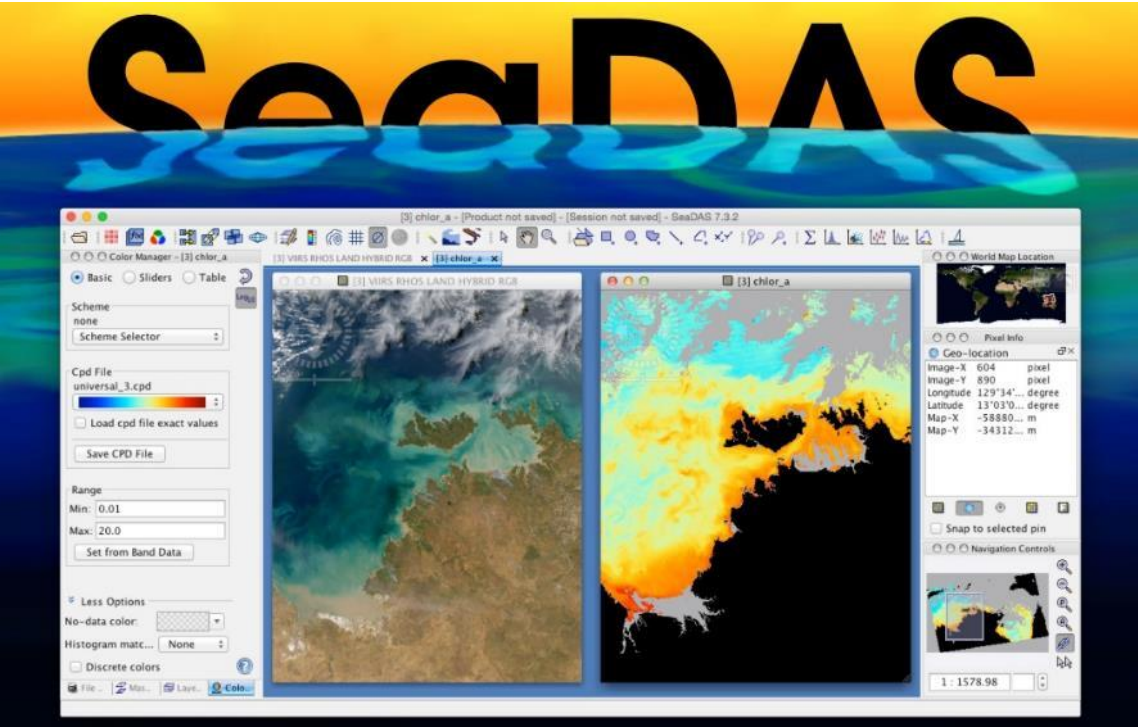 SeaDAS
[3] chlor_a - [Product not saved] - [Session not saved] - SeaDAS 7.3.2
Color Manager - [3] chlor_a
Basic Sliders Table
Scheme
none
Scheme Selector
Cpd File
universal_3.cpd
Load cpd file exact values
Save CPD File
Range
Min: 0.01
Max: 20.0
Set from Band Data
Less Options
No-data color:
Histogram matc... None
Discrete colors
File ... Mas... Laye... Colo...
[3] VIIRS RHOS LAND HYBRID RGB [3] chlor_a
[3] VIIRS RHOS LAND HYBRID RGB
[3] chlor_a
World Map Location
Pixel Info
Geo-location
Image-X 604 pixel
Image-Y 890 pixel
Longitude 129°34'... degree
Latitude 13°03'0... degree
Map-X -58880... m
Map-Y -34312... m
Snap to selected pin
Navigation Controls
1 : 1578.98